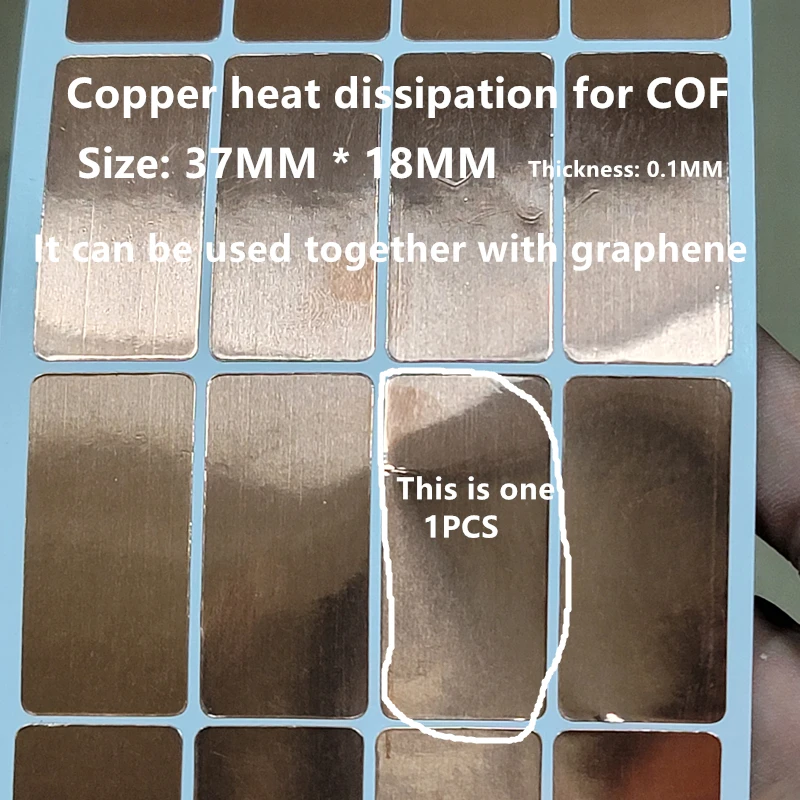 Copper heat dissipation for COF
Size: 37MM * 18MM Thickness: 0.1MM
It can be used together with graphene
This is one
1PCS